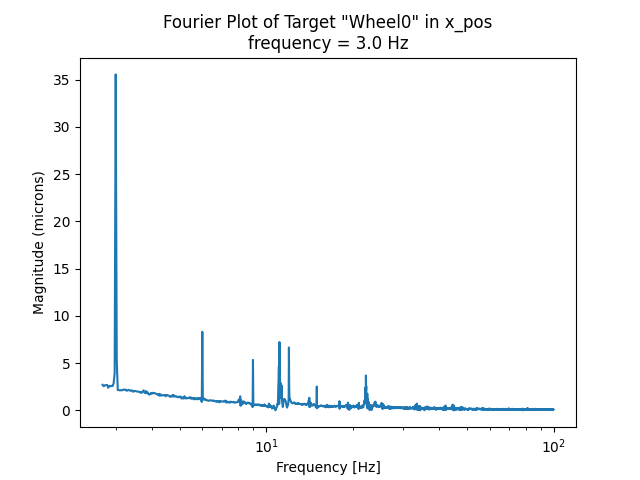 Fourier Plot of Target "Wheel0" in x_pos
frequency = 3.0 Hz
35
30
25
20
15
10
5
0
Magnitude (microns)
10¹
10²
Frequency [Hz]